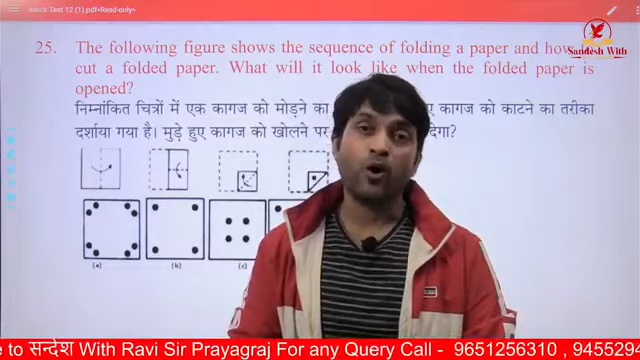 Mock Test 12 (1).pdf<Read-only>
Sandesh With
25. The following figure shows the sequence of folding a paper and how
cut a folded paper. What will it look like when the folded paper is
opened?
निम्नांकित चित्रों में एक कागज को मोड़ने का कागज को काटने का तरीका
दर्शाया गया है। मुड़े हुए कागज को खोलने पर
(a) (b) (c)
to सन्देश With Ravi Sir Prayagraj For any Query Call - 9651256310 , 9455294